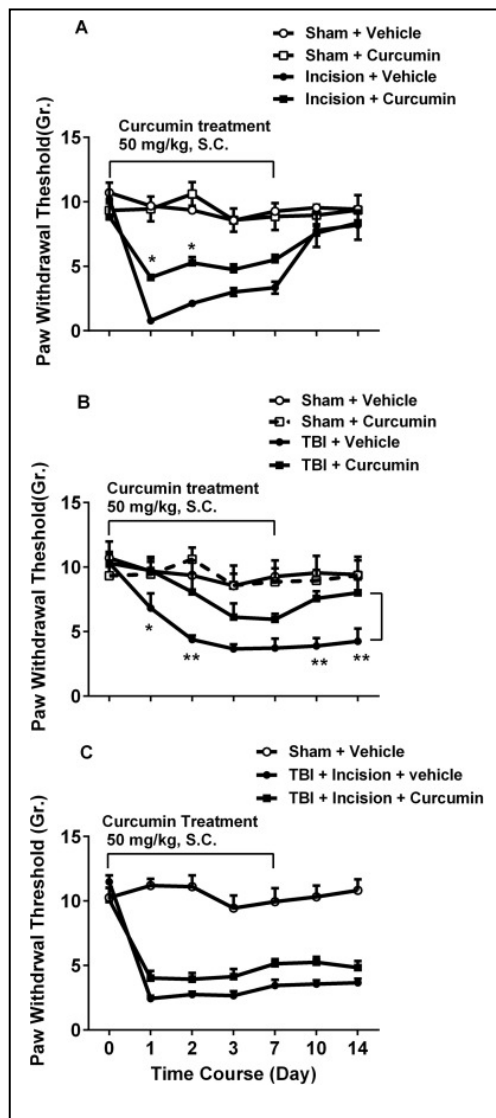 A
Sham + Vehicle
Sham + Curcumin
Incision + Vehicle
Incision + Curcumin
Curcumin treatment
50 mg/kg, S.C.
Paw Withdrawal Threshold(Gr.)
15
10
5
0
*
*
B
Sham + Vehicle
Sham + Curcumin
TBI + Vehicle
TBI + Curcumin
Curcumin treatment
50 mg/kg, S.C.
Paw Withdrawal Threshold(Gr.)
15
10
5
0
*
**
**
**
C
Sham + Vehicle
TBI + Incision + vehicle
TBI + Incision + Curcumin
Curcumin Treatment
50 mg/kg, S.C.
Paw Withdrwal Threshold (Gr.)
15
10
5
0
0 1 2 3 7 10 14
Time Course (Day)